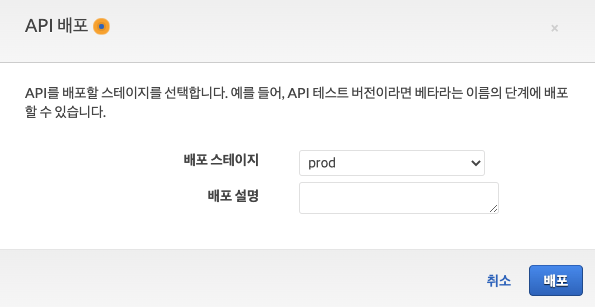 API 배포
×
API를 배포할 스테이지를 선택합니다. 예를 들어, API 테스트 버전이라면 베타라는 이름의 단계에 배포
할 수 있습니다.
배포 스테이지 prod
배포 설명
취소 배포